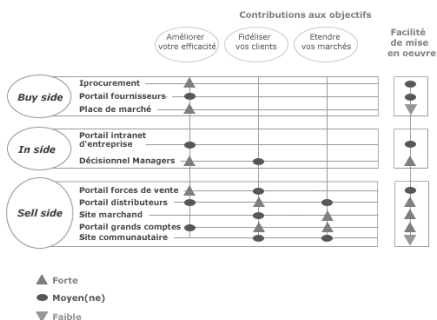 Contributions aux objectifs
Améliorer
votre efficacité
Fidéliser
vos clients
Etendre
vos marchés
Facilité
de mise
en oeuvre
Buy side
Iprocurement
Portail fournisseurs
Place de marché
In side
Portail intranet
d'entreprise
Décisionnel Managers
Sell side
Portail forces de vente
Portail distributeurs
Site marchand
Portail grands comptes
Site communautaire
Forte
Moyen(ne)
Faible